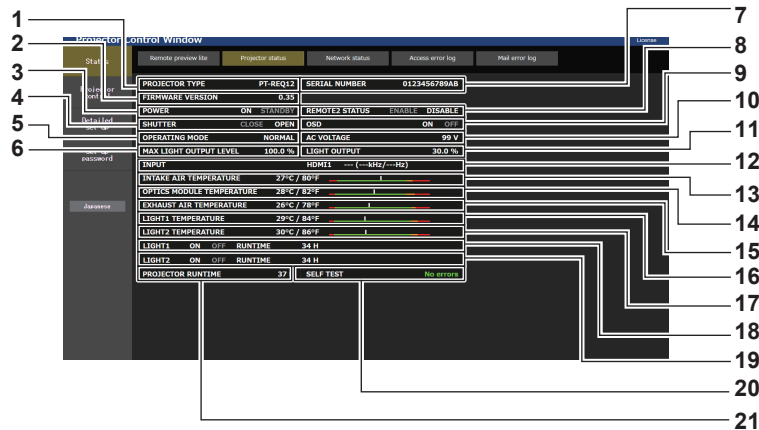 1
2
3
4
5
6
7
8
9
10
11
12
13
14
15
16
17
18
19
20
21
Projector Control Window
License
Status
Remote preview lite
Projector status
Network status
Access error log
Mail error log
Projector control
Detailed set up
Set up password
Japanese
PROJECTOR TYPE PT-REQ12 SERIAL NUMBER 0123456789AB
FIRMWARE VERSION 0.35
POWER ON STANDBY REMOTE2 STATUS ENABLE DISABLE
SHUTTER CLOSE OPEN OSD ON OFF
OPERATING MODE NORMAL AC VOLTAGE 99 V
MAX LIGHT OUTPUT LEVEL 100.0 % LIGHT OUTPUT 30.0 %
INPUT HDMI1 --- (---kHz/---Hz)
INTAKE AIR TEMPERATURE 27°C / 80°F
OPTICS MODULE TEMPERATURE 28°C / 82°F
EXHAUST AIR TEMPERATURE 26°C / 78°F
LIGHT1 TEMPERATURE 29°C / 84°F
LIGHT2 TEMPERATURE 30°C / 86°F
LIGHT1 ON OFF RUNTIME 34 H
LIGHT2 ON OFF RUNTIME 34 H
PROJECTOR RUNTIME 37 SELF TEST No errors